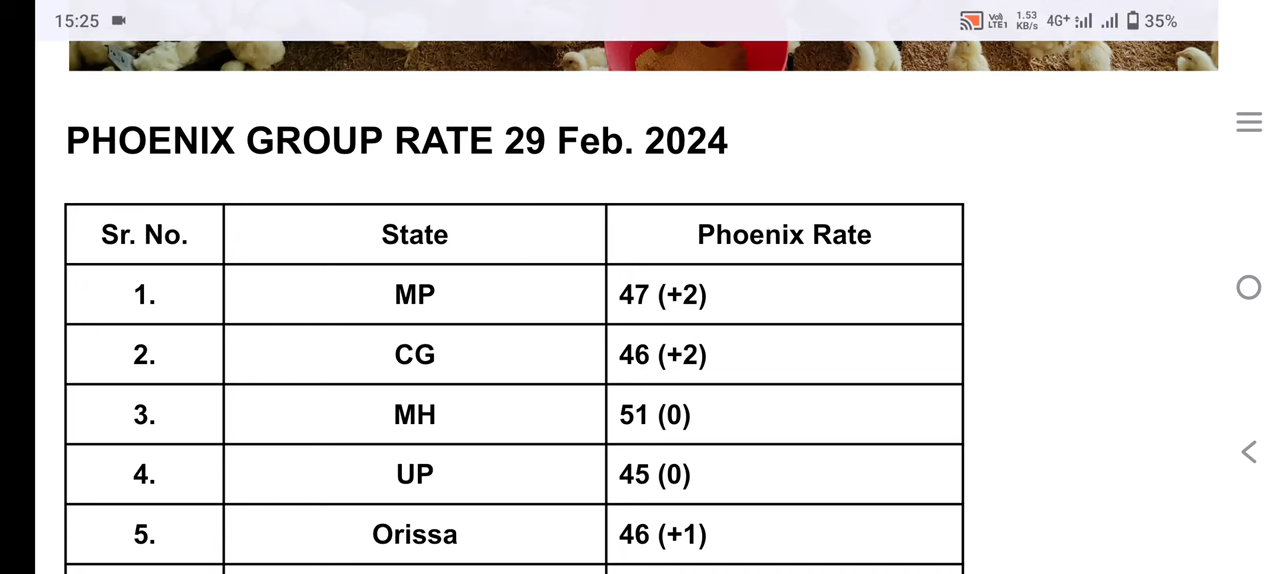 15:25 Vo) LTE1 1.53 KB/s 4G+ 35%
PHOENIX GROUP RATE 29 Feb. 2024
Sr. No. State Phoenix Rate
1. MP 47 (+2)
2. CG 46 (+2)
3. MH 51 (0)
4. UP 45 (0)
5. Orissa 46 (+1)